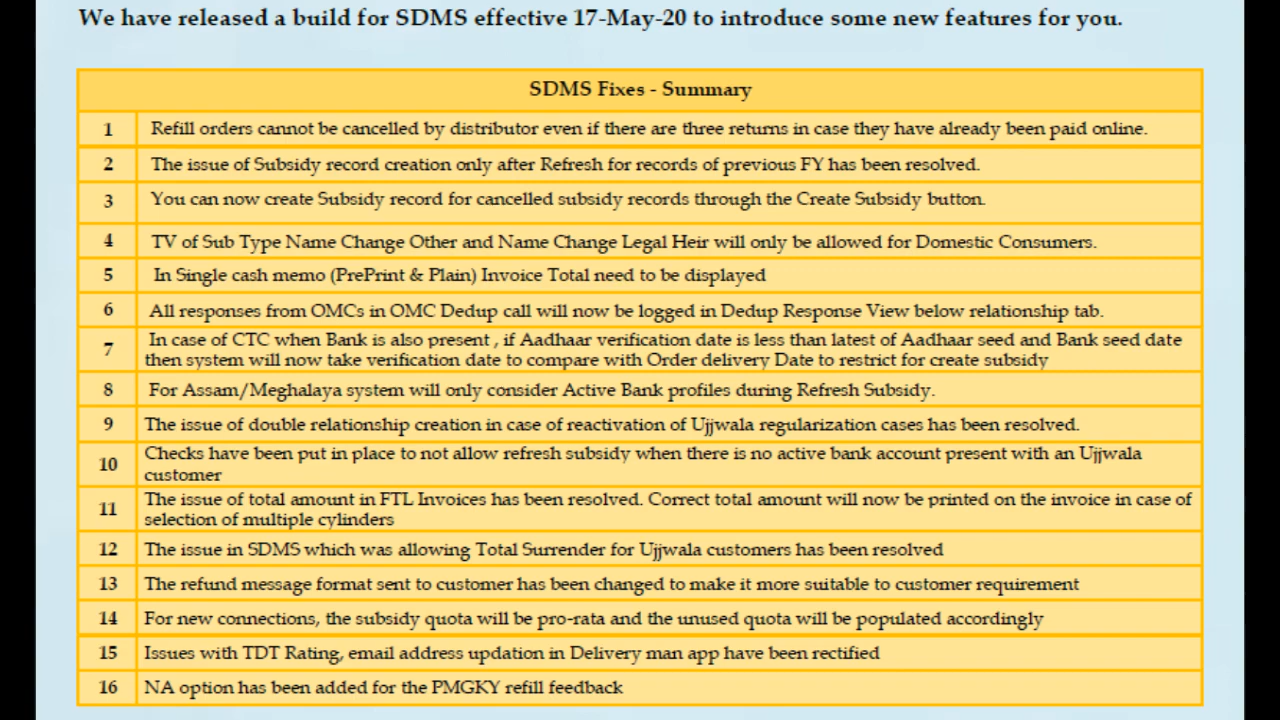 We have released a build for SDMS effective 17-May-20 to introduce some new features for you.
SDMS Fixes - Summary
1 Refill orders cannot be cancelled by distributor even if there are three returns in case they have already been paid online.
2 The issue of Subsidy record creation only after Refresh for records of previous FY has been resolved.
3 You can now create Subsidy record for cancelled subsidy records through the Create Subsidy button.
4 TV of Sub Type Name Change Other and Name Change Legal Heir will only be allowed for Domestic Consumers.
5 In Single cash memo (PrePrint & Plain) Invoice Total need to be displayed
6 All responses from OMCs in OMC Dedup call will now be logged in Dedup Response View below relationship tab.
7 In case of CTC when Bank is also present , if Aadhaar verification date is less than latest of Aadhaar seed and Bank seed date
then system will now take verification date to compare with Order delivery Date to restrict for create subsidy
8 For Assam/Meghalaya system will only consider Active Bank profiles during Refresh Subsidy.
9 The issue of double relationship creation in case of reactivation of Ujjwala regularization cases has been resolved.
10 Checks have been put in place to not allow refresh subsidy when there is no active bank account present with an Ujjwala
customer
11 The issue of total amount in FTL Invoices has been resolved. Correct total amount will now be printed on the invoice in case of
selection of multiple cylinders
12 The issue in SDMS which was allowing Total Surrender for Ujjwala customers has been resolved
13 The refund message format sent to customer has been changed to make it more suitable to customer requirement
14 For new connections, the subsidy quota will be pro-rata and the unused quota will be populated accordingly
15 Issues with TDT Rating, email address updation in Delivery man app have been rectified
16 NA option has been added for the PMGKY refill feedback